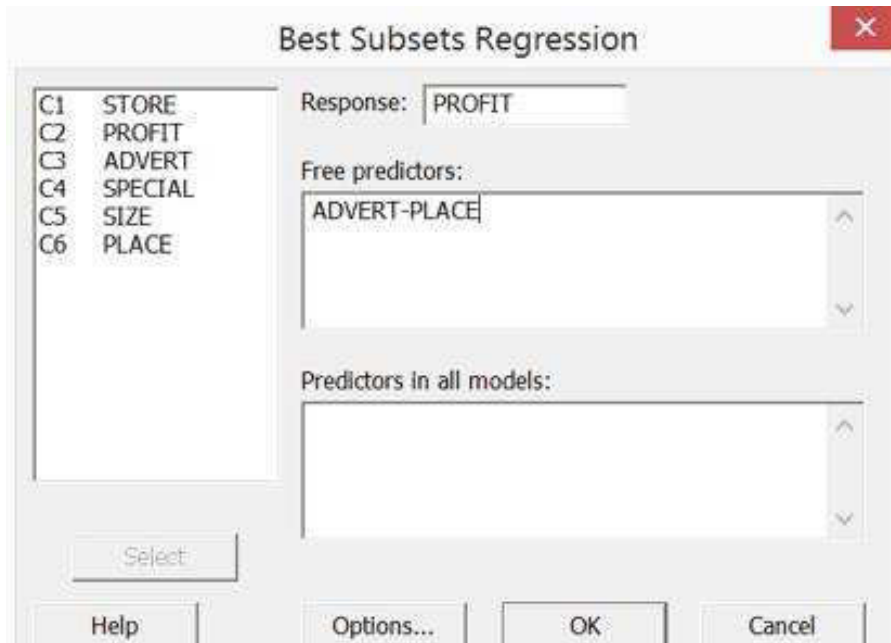 Best Subsets Regression
C1 STORE
C2 PROFIT
C3 ADVERT
C4 SPECIAL
C5 SIZE
C6 PLACE
Response: PROFIT
Free predictors:
ADVERT-PLACE
Predictors in all models:
Select
Help
Options...
OK
Cancel